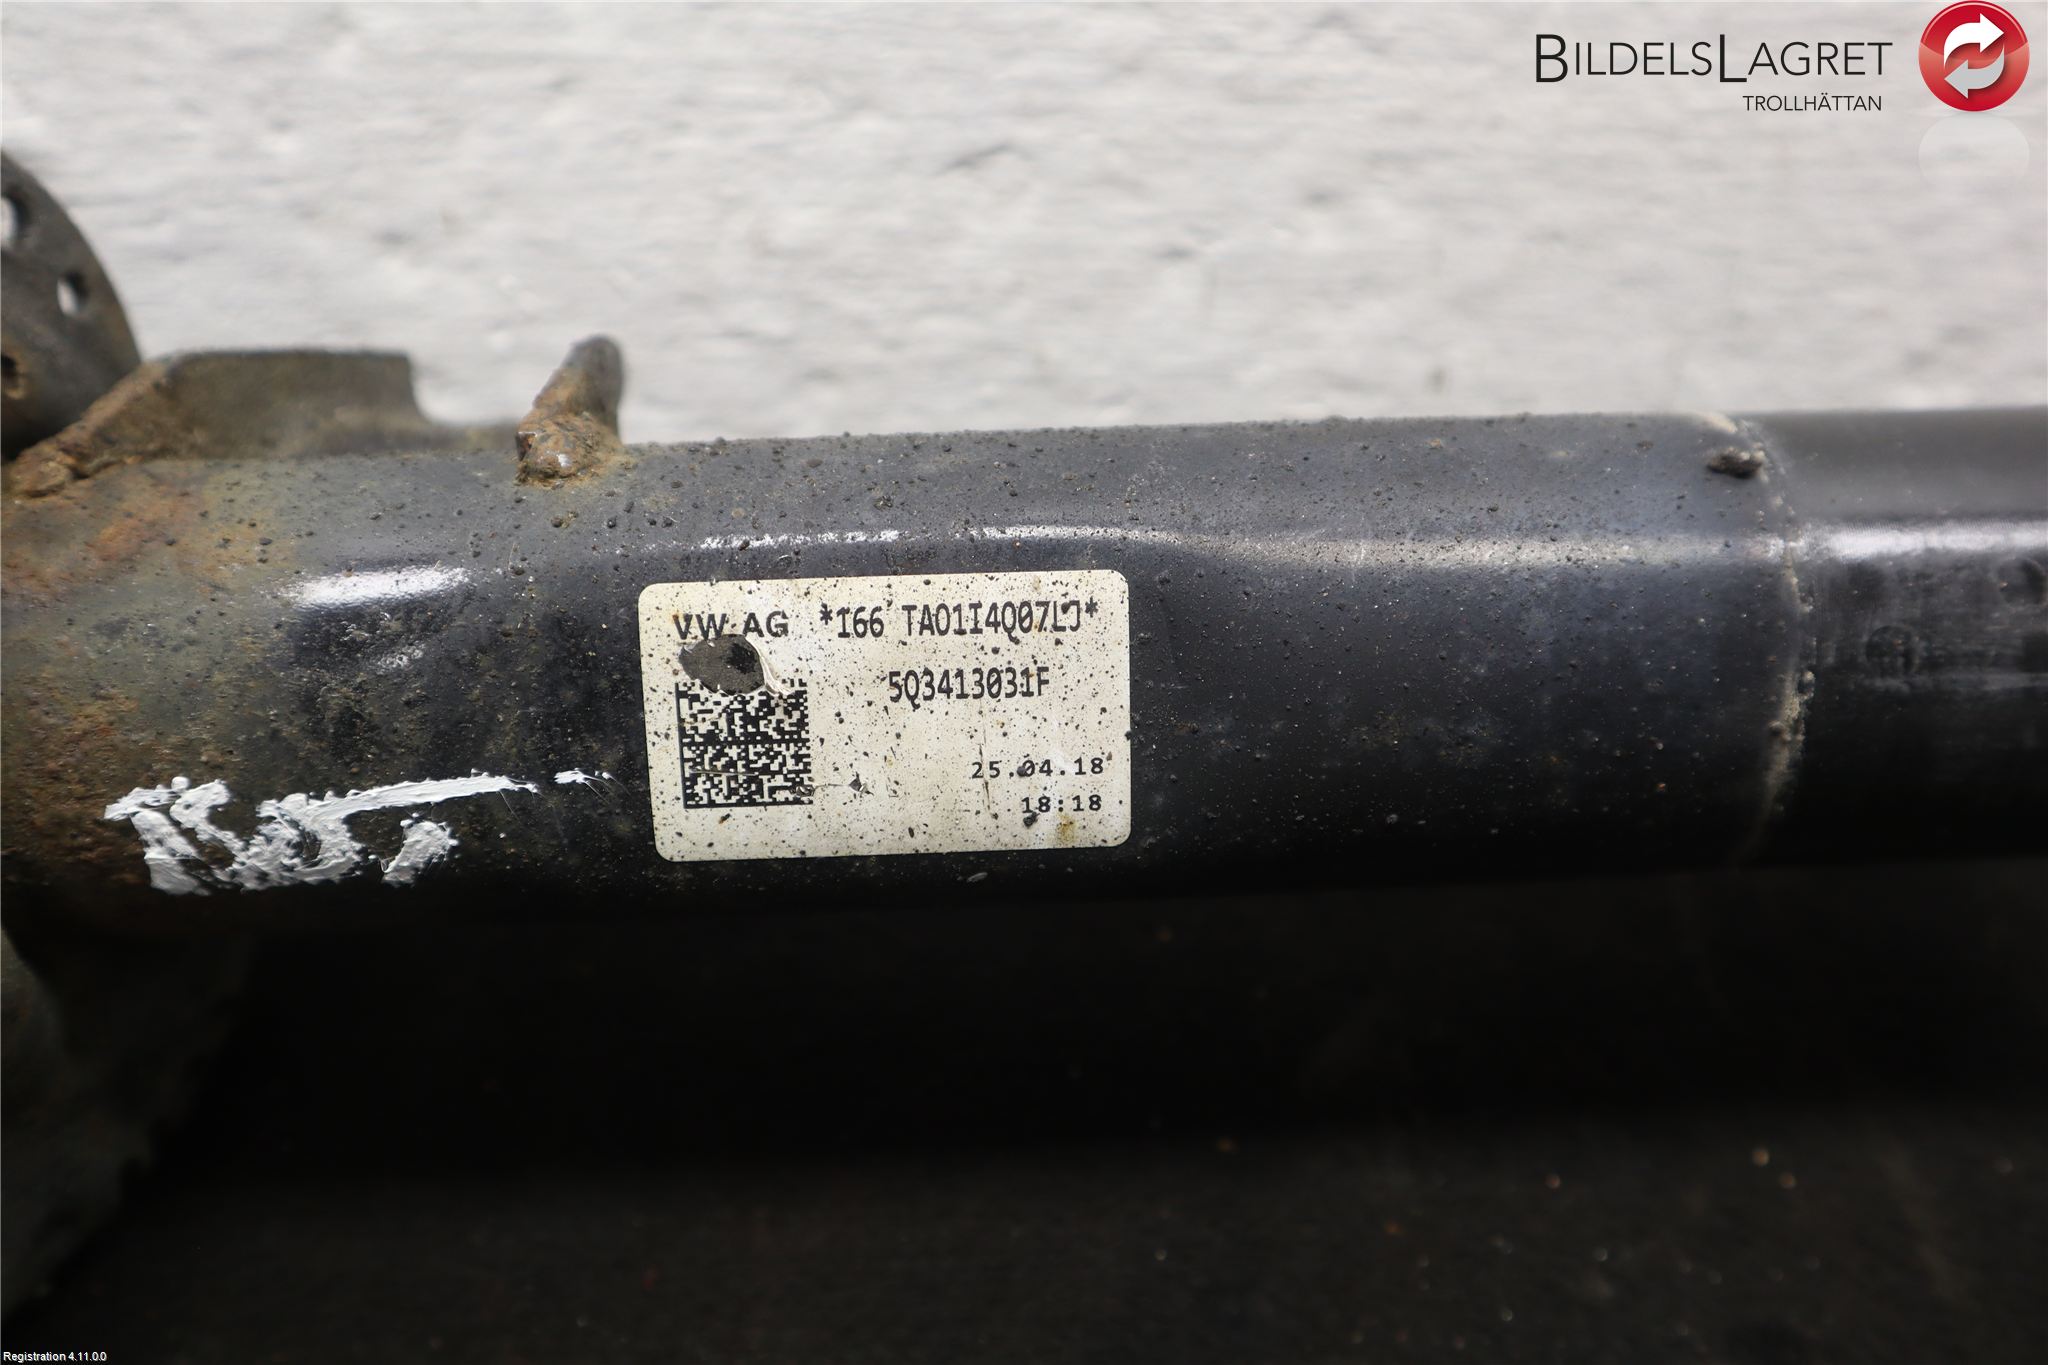 BILDELSLAGRET
TROLLHÄTTAN
VW AG *I66 TA01I4Q07LJ*
5Q3413031F
25.04.18
18:18
Registration 4.11.0.0